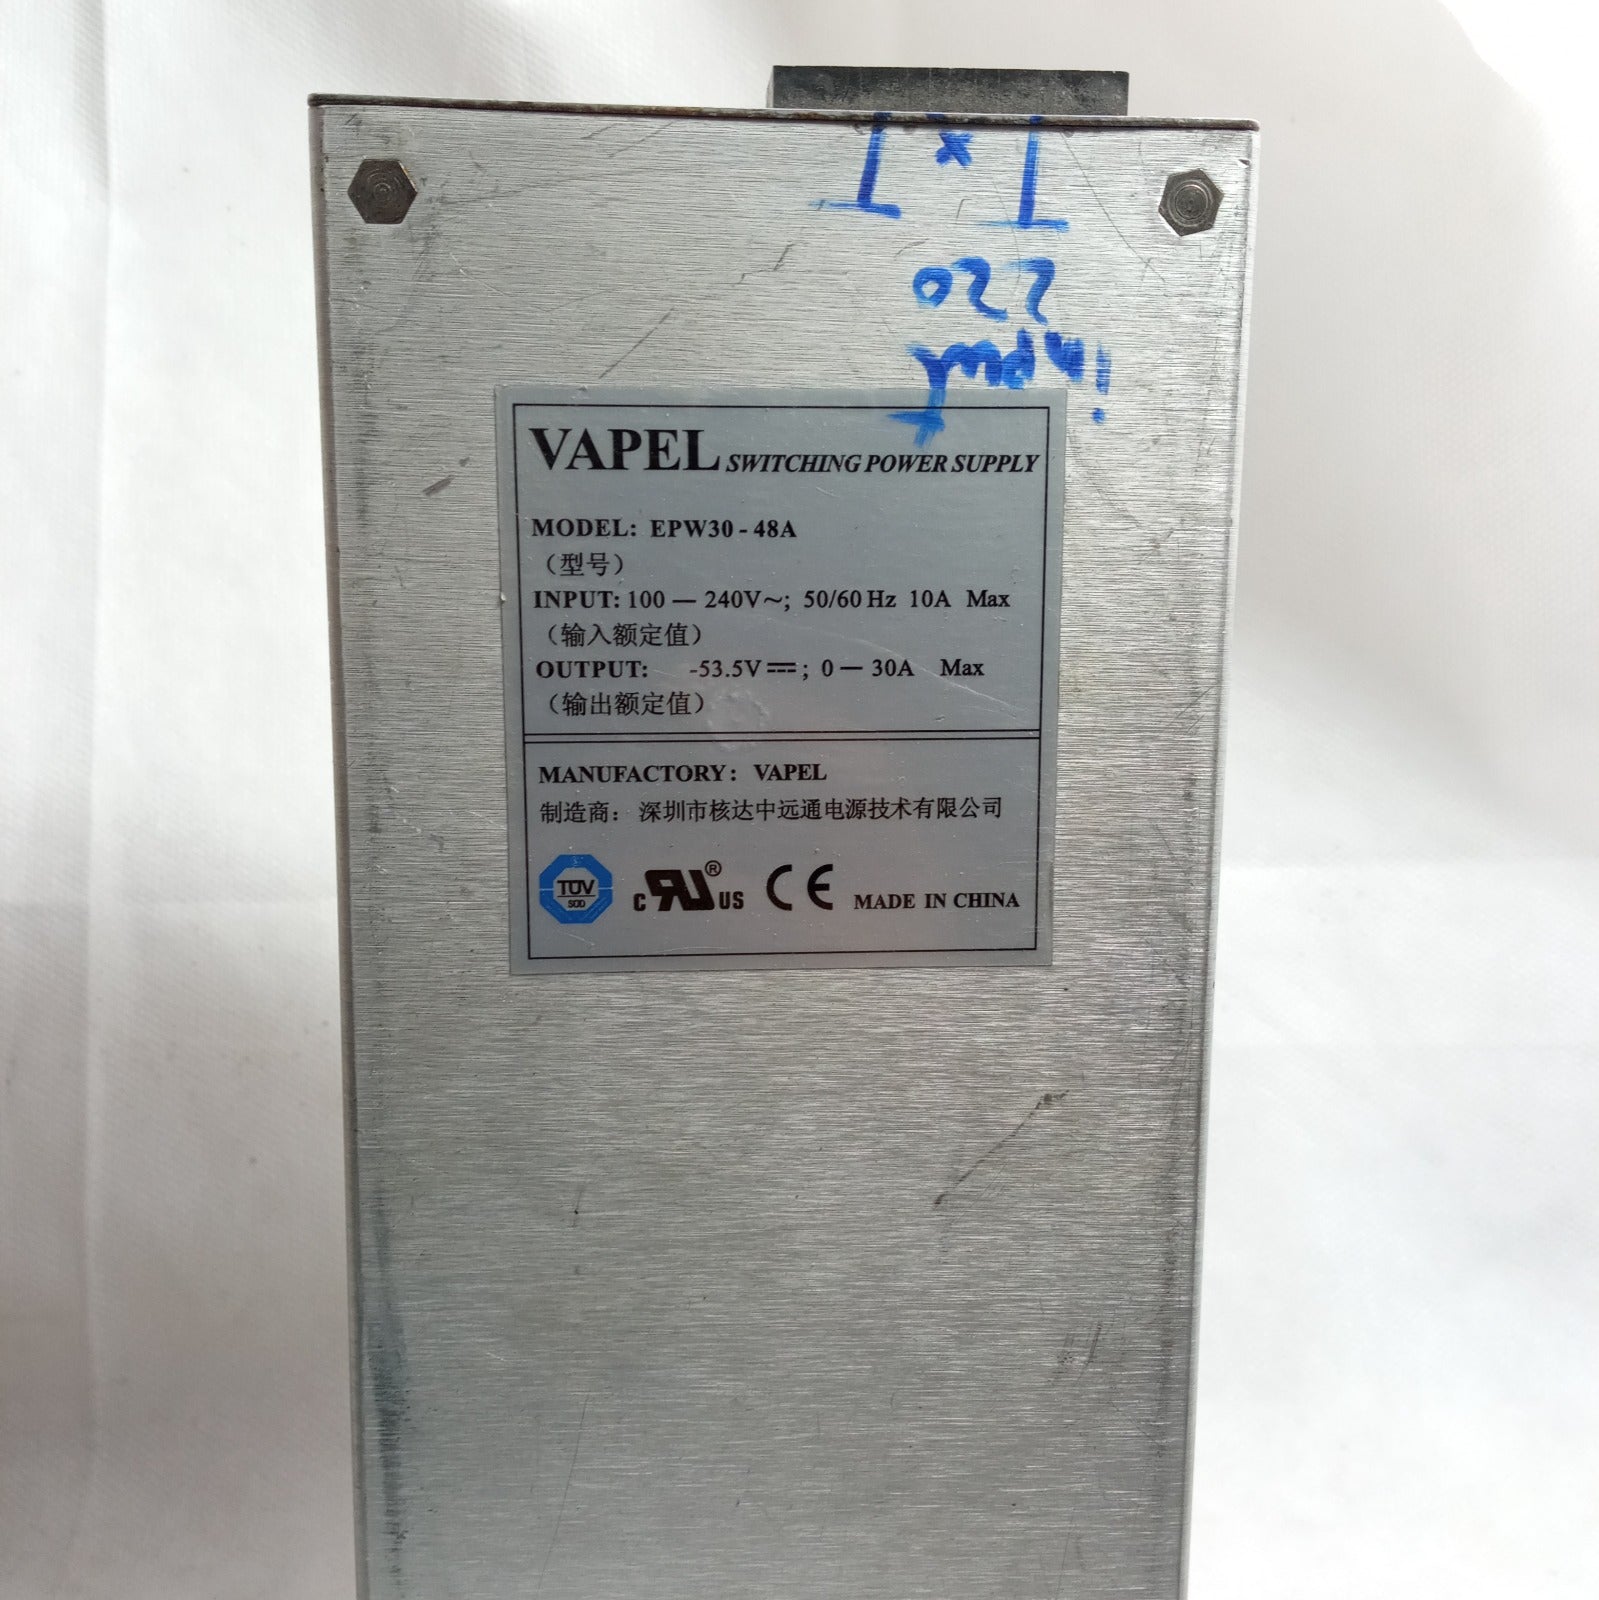 input
220
VAPEL SWITCHING POWER SUPPLY
MODEL: EPW30-48A
（型号）
INPUT: 100 — 240V～; 50/60 Hz 10A Max
（输入额定值）
OUTPUT: -53.5V⎓; 0 — 30A Max
（输出额定值）
MANUFACTORY: VAPEL
制造商：深圳市核达中远通电源技术有限公司
TÜV
SÜD
c RU® US CE MADE IN CHINA